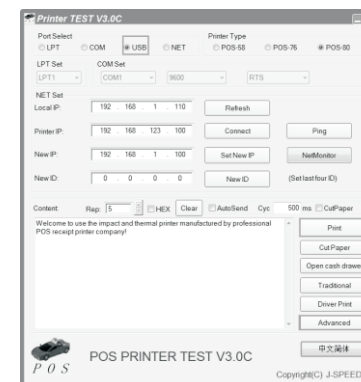 Printer TEST V3.0C
Port Select
LPT COM USB NET
Printer Type
POS-58 POS-76 POS-80
LPT Set COM Set
LPT1 COM1 9600 RTS
NET Set
Local IP: 192 . 168 . 1 . 110 Refresh
Printer IP: 192 . 168 . 123 . 100 Connect Ping
New IP: 192 . 168 . 1 . 100 Set New IP NetMonitor
New ID: 0 . 0 . 0 . 0 New ID (Set last four ID)
Content Rep: 5 HEX Clear AutoSend Cyc 500 ms CutPaper
Welcome to use the impact and thermal printer manufactured by professional
POS receipt printer company!
Print
Cut Paper
Open cash drawe
Traditional
Driver Print
Advanced
POS
POS PRINTER TEST V3.0C
中文简体
Copyright(C) J-SPEED